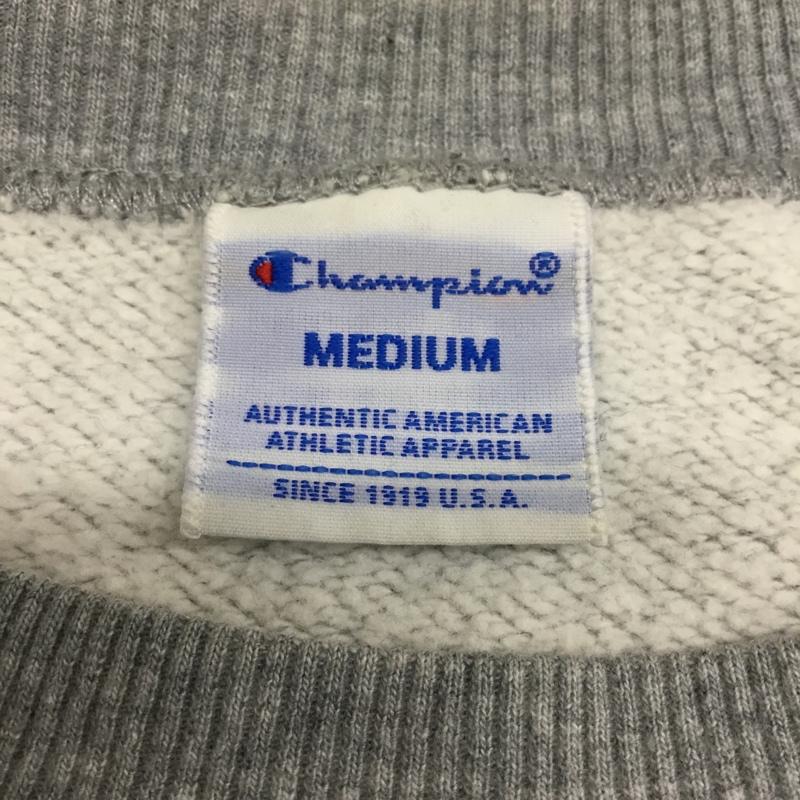 Champion®
MEDIUM
AUTHENTIC AMERICAN
ATHLETIC APPAREL
SINCE 1919 U.S.A.